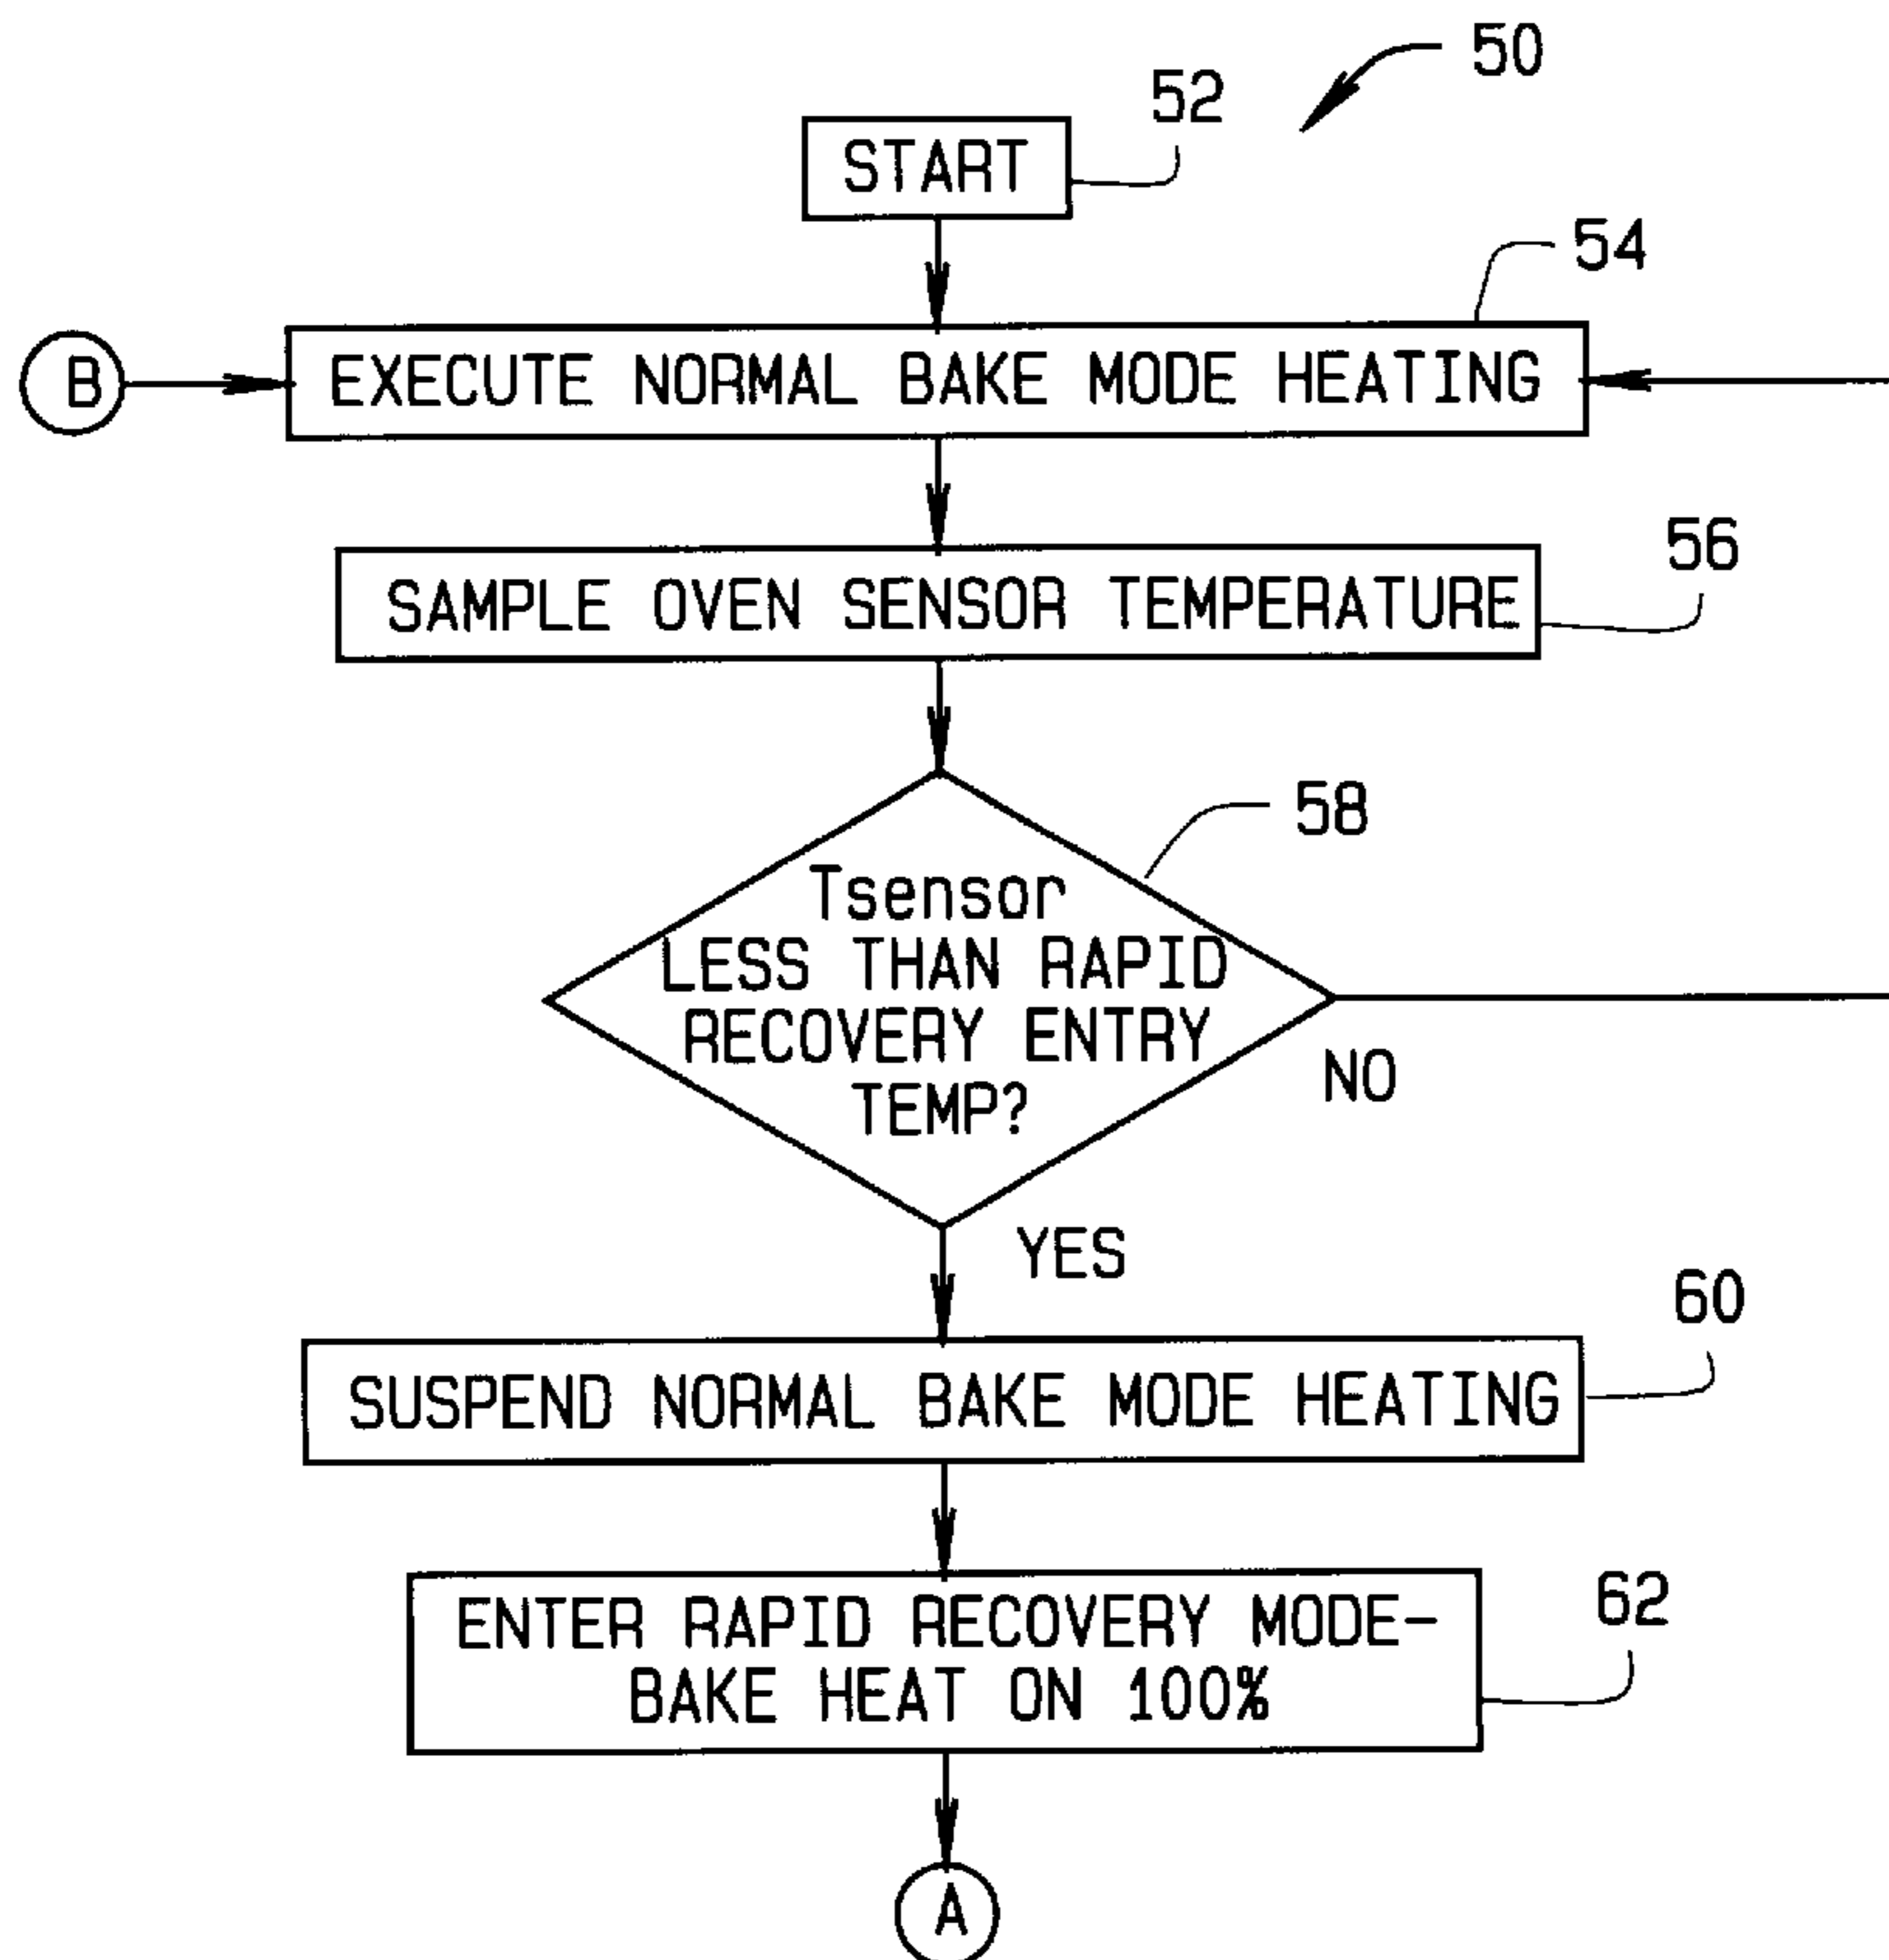 50
52
START
54
B
EXECUTE NORMAL BAKE MODE HEATING
56
SAMPLE OVEN SENSOR TEMPERATURE
58
Tsensor
LESS THAN RAPID
RECOVERY ENTRY
TEMP?
NO
YES
60
SUSPEND NORMAL BAKE MODE HEATING
62
ENTER RAPID RECOVERY MODE-
BAKE HEAT ON 100%
A